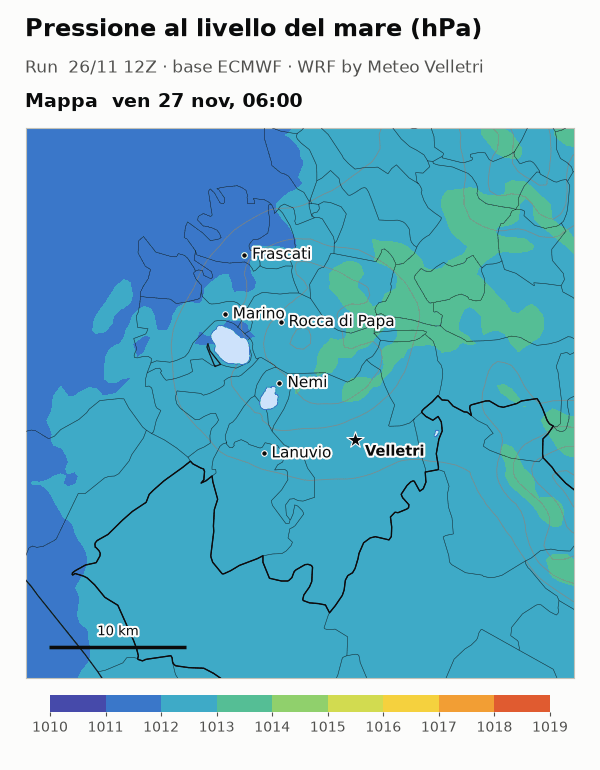 Pressione al livello del mare (hPa)
Run  26/11 12Z · base ECMWF · WRF by Meteo Velletri
Mappa  ven 27 nov, 06:00
Frascati
Marino
Rocca di Papa
Nemi
Lanuvio
Velletri
10 km
1010 1011 1012 1013 1014 1015 1016 1017 1018 1019